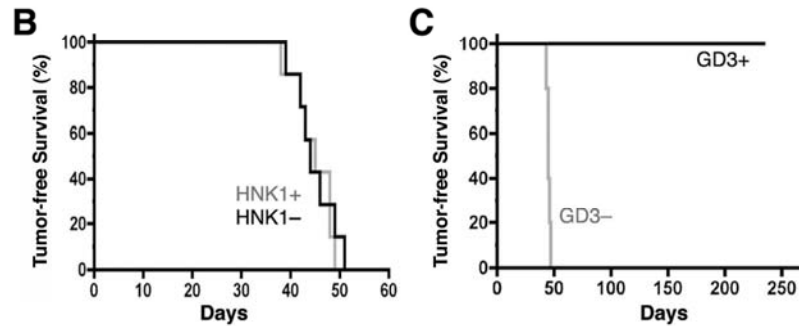 B
Tumor-free Survival (%)
100
80
60
40
20
0
HNK1+
HNK1–
0 10 20 30 40 50 60
Days
C
Tumor-free Survival (%)
100
80
60
40
20
0
GD3+
GD3–
0 50 100 150 200 250
Days